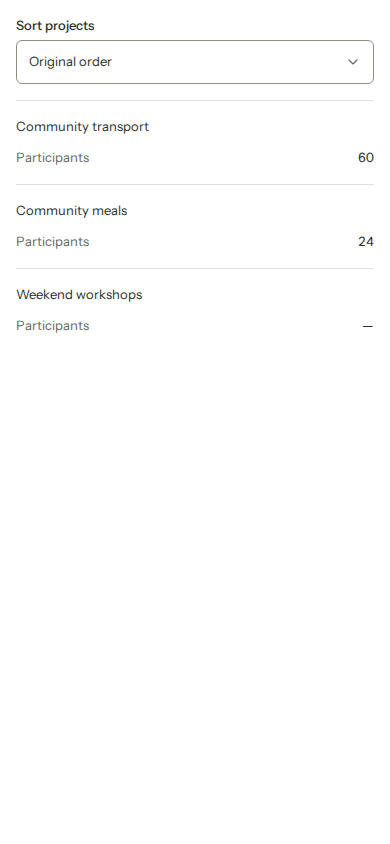 Sort projects
Original order
Community transport
Participants 60
Community meals
Participants 24
Weekend workshops
Participants —